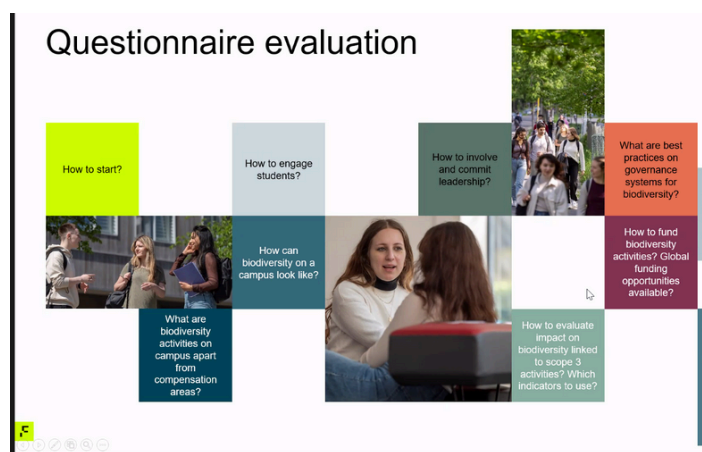 Questionnaire evaluation
How to start?
How to engage
students?
How to involve
and commit
leadership?
What are best
practices on
governance
systems for
biodiversity?
How can
biodiversity on a
campus look like?
How to fund
biodiversity
activities? Global
funding
opportunities
available?
What are
biodiversity
activities on
campus apart
from
compensation
areas?
How to evaluate
impact on
biodiversity linked
to scope 3
activities? Which
indicators to use?
F